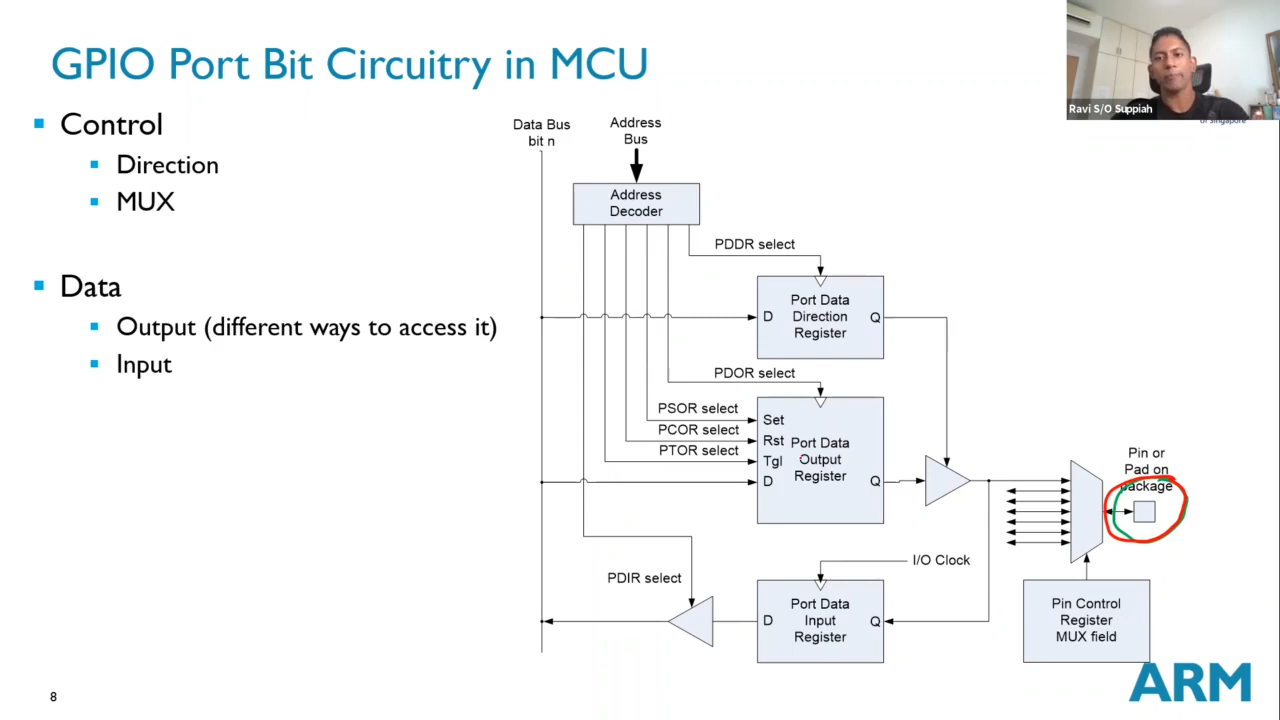 GPIO Port Bit Circuitry in MCU
Control
Direction
MUX
Data
Output (different ways to access it)
Input
Ravi S/O Suppiah
of Singapore
Data Bus
bit n
Address
Bus
Address
Decoder
PDDR select
Port Data
Direction
Register
D
Q
PDOR select
PSOR select
PCOR select
PTOR select
Set
Rst
Tgl
D
Port Data
Output
Register
Q
Pin or
Pad on
package
I/O Clock
PDIR select
D
Port Data
Input
Register
Q
Pin Control
Register
MUX field
8
ARM